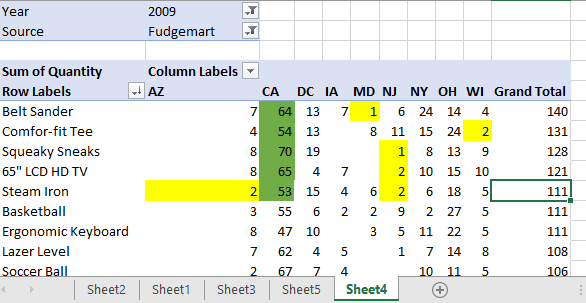 Year 2009
Source Fudgemart
Sum of Quantity Column Labels
Row Labels AZ CA DC IA MD NJ NY OH WI Grand Total
Belt Sander 7 64 13 7 1 6 24 14 4 140
Comfor-fit Tee 4 54 13 8 11 15 24 2 131
Squeaky Sneaks 8 70 19 1 8 13 9 128
65" LCD HD TV 8 65 4 7 2 10 15 10 121
Steam Iron 2 53 15 4 6 2 6 18 5 111
Basketball 3 55 6 2 2 9 2 27 5 111
Ergonomic Keyboard 8 47 10 3 5 11 22 5 111
Lazer Level 7 62 4 5 1 7 14 8 108
Soccer Ball 2 67 7 4 10 11 5 106
Sheet2 Sheet1 Sheet3 Sheet5 Sheet4